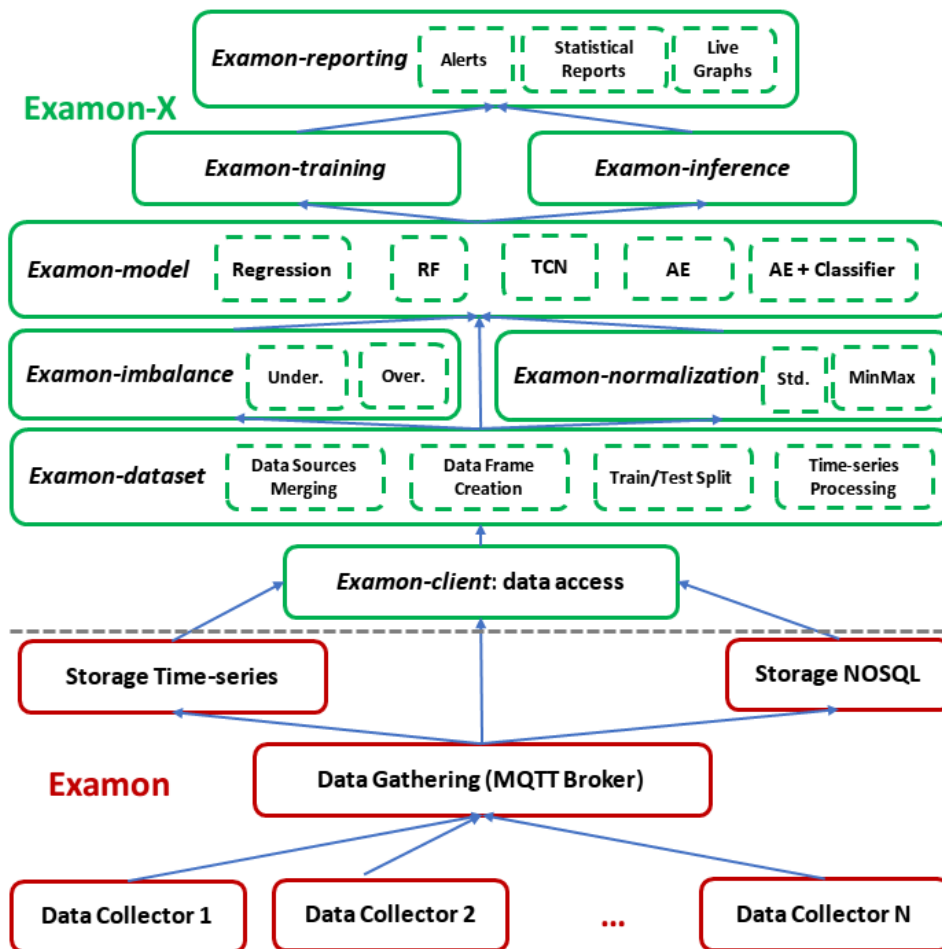 Examon-reporting
Alerts
Statistical
Reports
Live
Graphs
Examon-X
Examon-training
Examon-inference
Examon-model
Regression
RF
TCN
AE
AE + Classifier
Examon-imbalance
Under.
Over.
Examon-normalization
Std.
MinMax
Examon-dataset
Data Sources
Merging
Data Frame
Creation
Train/Test Split
Time-series
Processing
Examon-client: data access
Storage Time-series
Storage NOSQL
Examon
Data Gathering (MQTT Broker)
Data Collector 1
Data Collector 2
...
Data Collector N